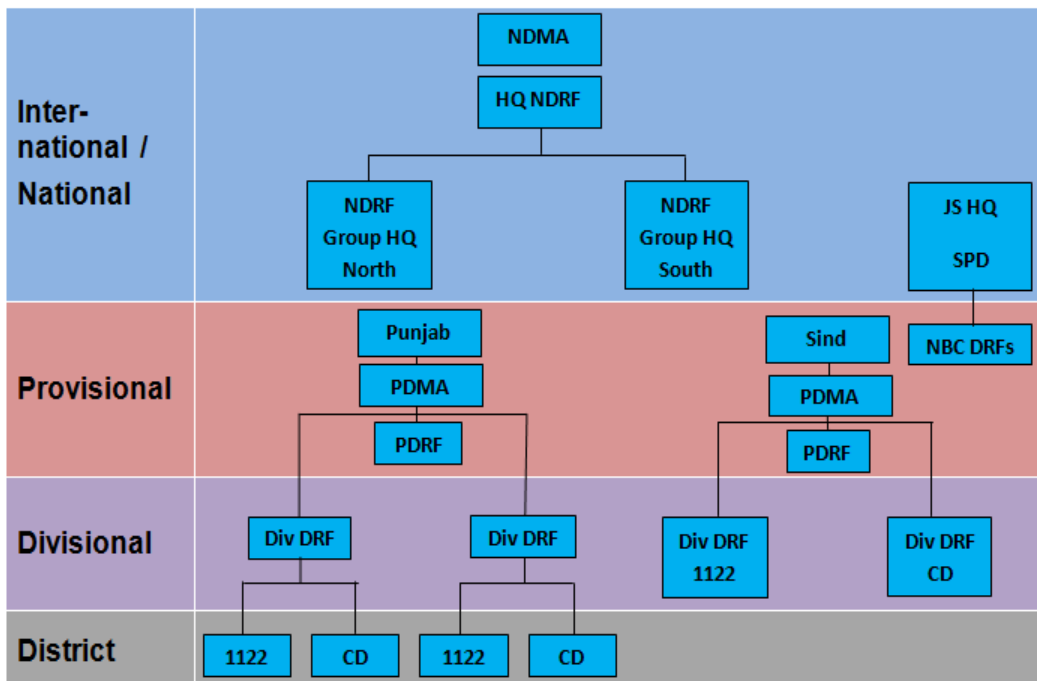 Inter-
national /
National
NDMA
HQ NDRF
NDRF
Group HQ
North
NDRF
Group HQ
South
JS HQ
SPD
Provisional
Punjab
PDMA
PDRF
Sind
PDMA
PDRF
NBC DRFs
Divisional
Div DRF
Div DRF
Div DRF
1122
Div DRF
CD
District
1122
CD
1122
CD